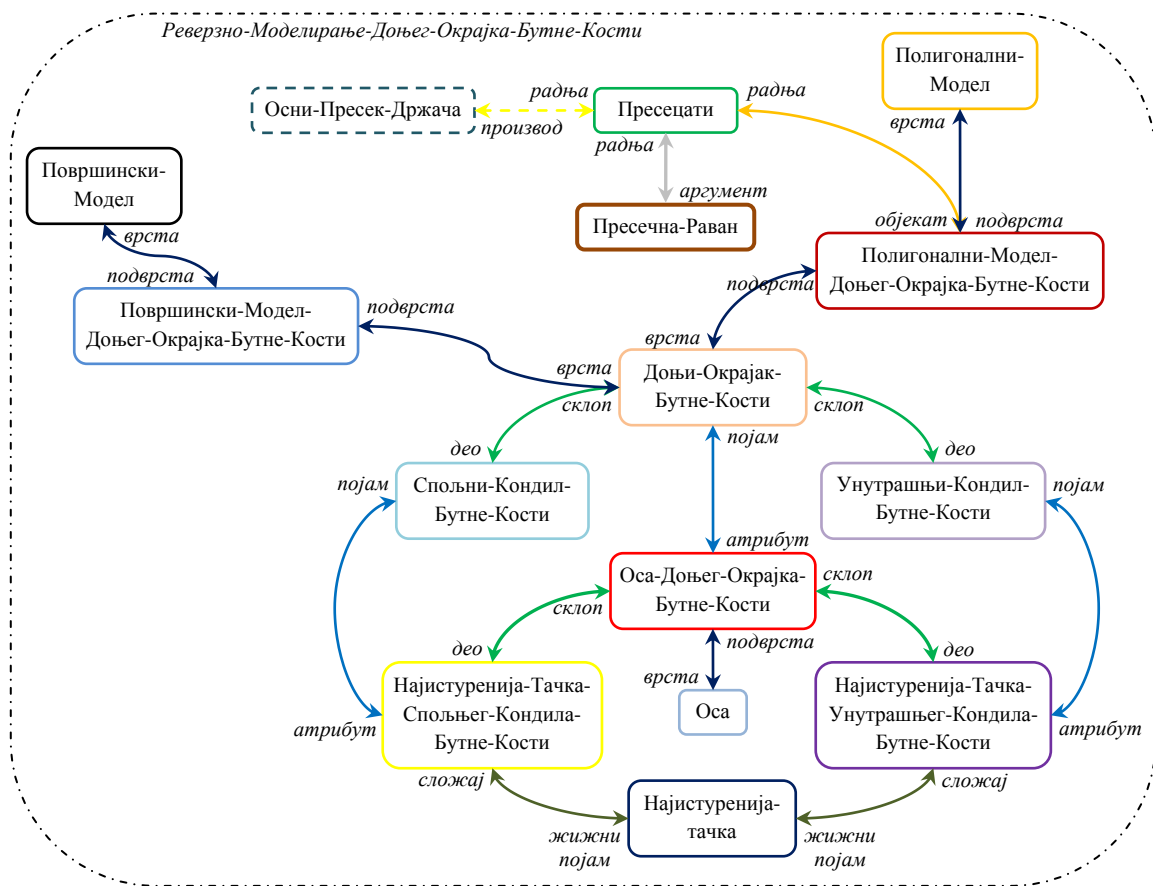 Реверзно-Моделирање-Доњег-Окрајка-Бутне-Кости
Полигонални-
Модел
Осни-Пресек-Држача
радња
производ
Пресецати
радња
радња
врста
аргумент
Пресечна-Раван
Површински-
Модел
врста
подврста
објекат
подврста
Полигонални-Модел-
Доњег-Окрајка-Бутне-Кости
Површински-Модел-
Доњег-Окрајка-Бутне-Кости
подврста
подврста
врста
врста
Доњи-Окрајак-
Бутне-Кости
склоп
склоп
појам
део
део
појам
Спољни-Кондил-
Бутне-Кости
Унутрашњи-Кондил-
Бутне-Кости
појам
атрибут
Оса-Доњег-Окрајка-
Бутне-Кости
склоп
склоп
подврста
део
део
врста
Оса
Најистуренија-Тачка-
Спољњег-Кондила-
Бутне-Кости
Најистуренија-Тачка-
Унутрашњег-Кондила-
Бутне-Кости
атрибут
атрибут
сложај
сложај
Најистуренија-
тачка
жижни
појам
жижни
појам